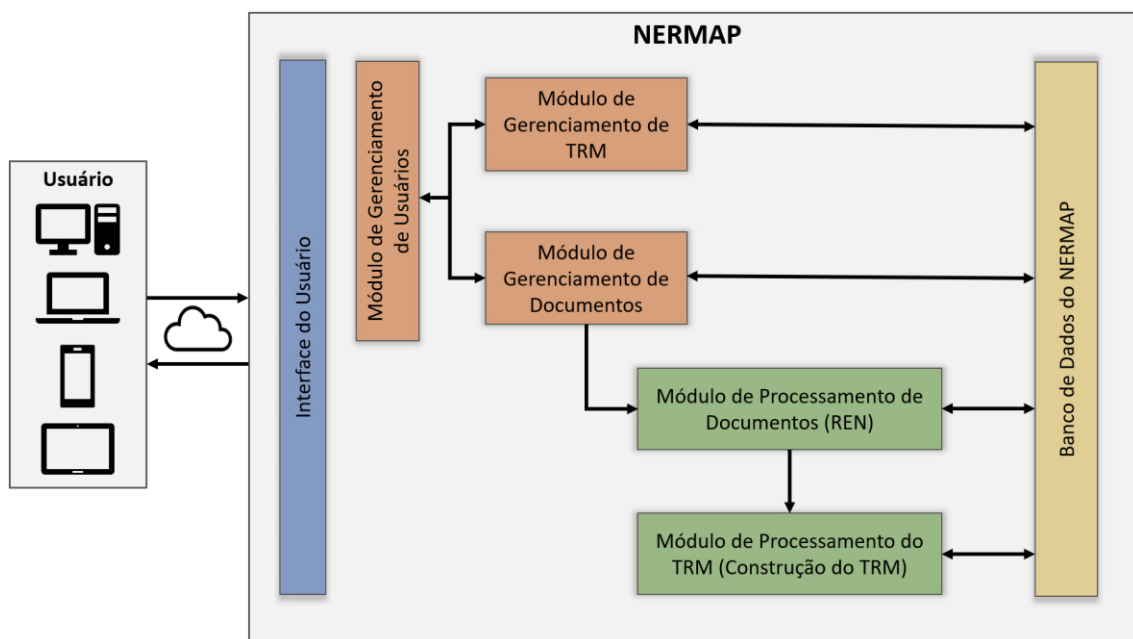 NERMAP
Usuário
Interface do Usuário
Módulo de Gerenciamento
de Usuários
Módulo de
Gerenciamento de
TRM
Módulo de
Gerenciamento de
Documentos
Módulo de Processamento de
Documentos (REN)
Módulo de Processamento do
TRM (Construção do TRM)
Banco de Dados do NERMAP